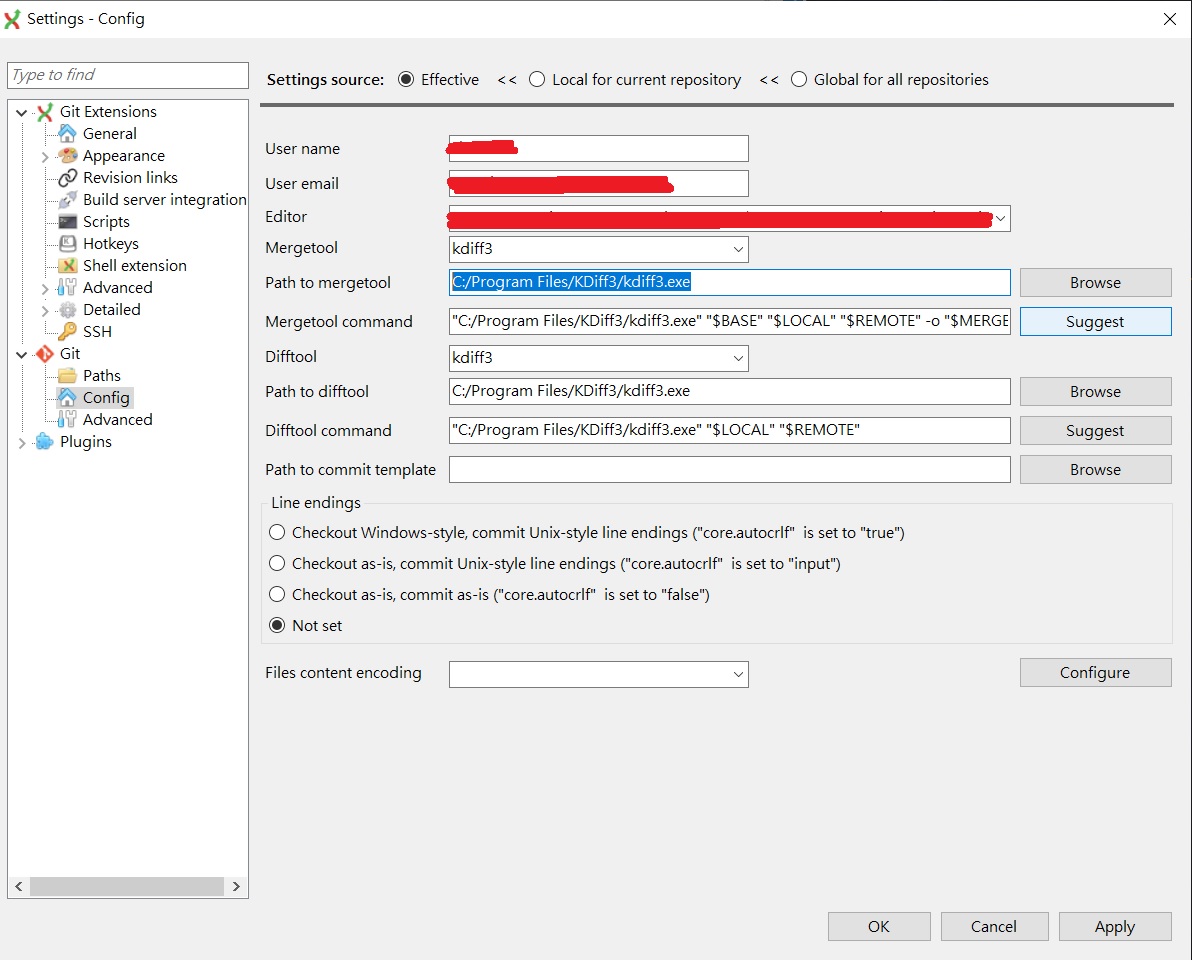 Settings - Config
Type to find
Git Extensions
General
Appearance
Revision links
Build server integration
Scripts
Hotkeys
Shell extension
Advanced
Detailed
SSH
Git
Paths
Config
Advanced
Plugins
Settings source: Effective << Local for current repository << Global for all repositories
User name
User email
Editor
Mergetool kdiff3
Path to mergetool C:/Program Files/KDiff3/kdiff3.exe Browse
Mergetool command "C:/Program Files/KDiff3/kdiff3.exe" "$BASE" "$LOCAL" "$REMOTE" -o "$MERGE Suggest
Difftool kdiff3
Path to difftool C:/Program Files/KDiff3/kdiff3.exe Browse
Difftool command "C:/Program Files/KDiff3/kdiff3.exe" "$LOCAL" "$REMOTE" Suggest
Path to commit template Browse
Line endings
Checkout Windows-style, commit Unix-style line endings ("core.autocrlf"  is set to "true")
Checkout as-is, commit Unix-style line endings ("core.autocrlf"  is set to "input")
Checkout as-is, commit as-is ("core.autocrlf"  is set to "false")
Not set
Files content encoding Configure
OK Cancel Apply